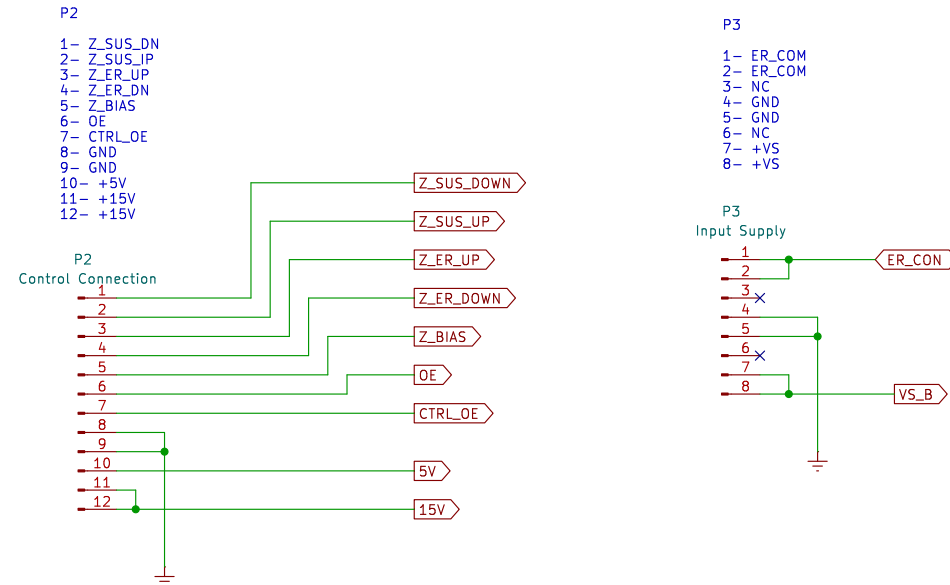 P2
1- Z_SUS_DN
2- Z_SUS_IP
3- Z_ER_UP
4- Z_ER_DN
5- Z_BIAS
6- OE
7- CTRL_OE
8- GND
9- GND
10- +5V
11- +15V
12- +15V
P2
Control Connection
1
2
3
4
5
6
7
8
9
10
11
12
Z_SUS_DOWN
Z_SUS_UP
Z_ER_UP
Z_ER_DOWN
Z_BIAS
OE
CTRL_OE
5V
15V
P3
1- ER_COM
2- ER_COM
3- NC
4- GND
5- GND
6- NC
7- +VS
8- +VS
P3
Input Supply
1
2
3
4
5
6
7
8
ER_CON
VS_B